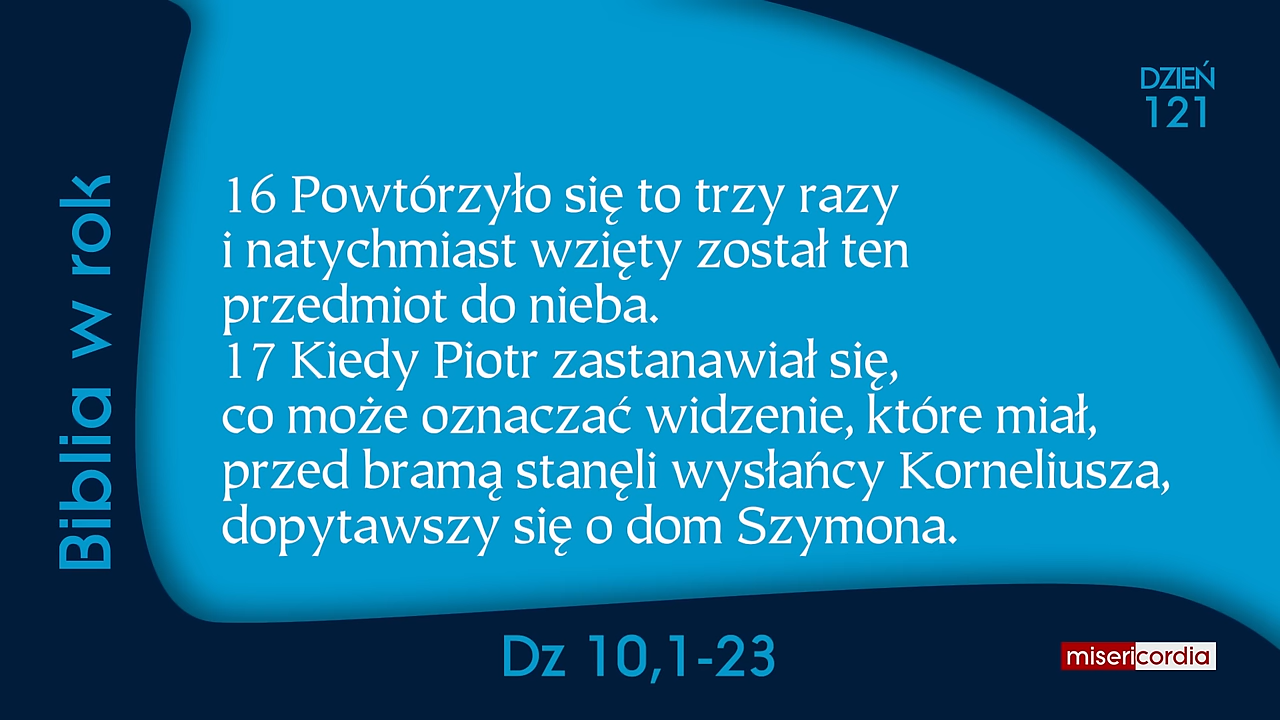 DZIEŃ
121
Biblia w rok
16 Powtórzyło się to trzy razy
i natychmiast wzięty został ten
przedmiot do nieba.
17 Kiedy Piotr zastanawiał się,
co może oznaczać widzenie, które miał,
przed bramą stanęli wysłańcy Korneliusza,
dopytawszy się o dom Szymona.
Dz 10,1-23
misericordia